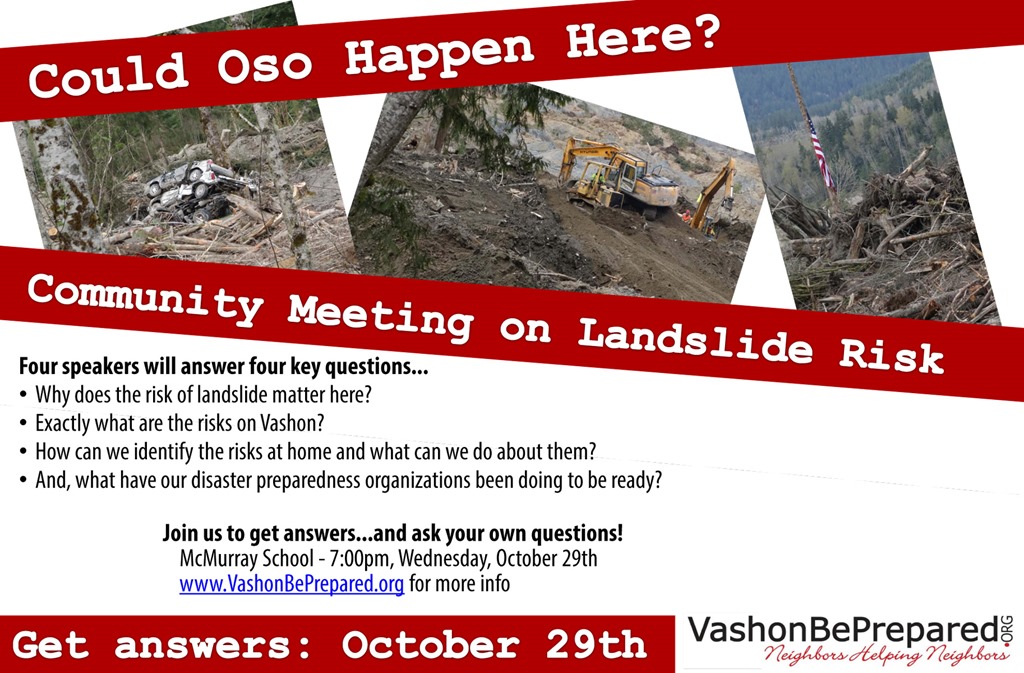 Could Oso Happen Here?
Community Meeting on Landslide Risk
Four speakers will answer four key questions...
• Why does the risk of landslide matter here?
• Exactly what are the risks on Vashon?
• How can we identify the risks at home and what can we do about them?
• And, what have our disaster preparedness organizations been doing to be ready?
Join us to get answers...and ask your own questions!
McMurray School - 7:00pm, Wednesday, October 29th
www.VashonBePrepared.org for more info
Get answers: October 29th
VashonBePrepared.ORG
Neighbors Helping Neighbors